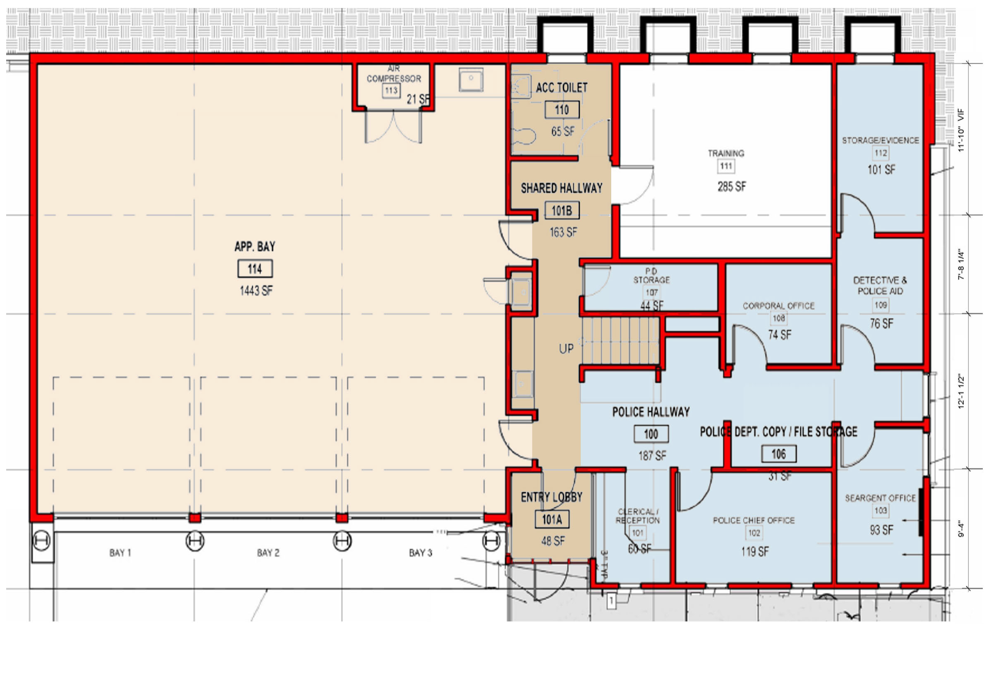 AIR
COMPRESSOR
113
21 SF
ACC TOILET
110
65 SF
TRAINING
111
285 SF
STORAGE/EVIDENCE
112
101 SF
11'-10" VIF
SHARED HALLWAY
101B
163 SF
APP. BAY
114
1443 SF
P.D
STORAGE
107
44 SF
CORPORAL OFFICE
108
74 SF
DETECTIVE &
POLICE AID
109
76 SF
7'-8 1/4"
UP
POLICE HALLWAY
100
187 SF
POLICE DEPT. COPY / FILE STORAGE
106
31 SF
12'-1 1/2"
ENTRY LOBBY
101A
48 SF
CLERICAL /
RECEPTION
101
60 SF
3" TYP
POLICE CHIEF OFFICE
102
119 SF
SEARGENT OFFICE
103
93 SF
9'-4"
BAY 1
BAY 2
BAY 3
1